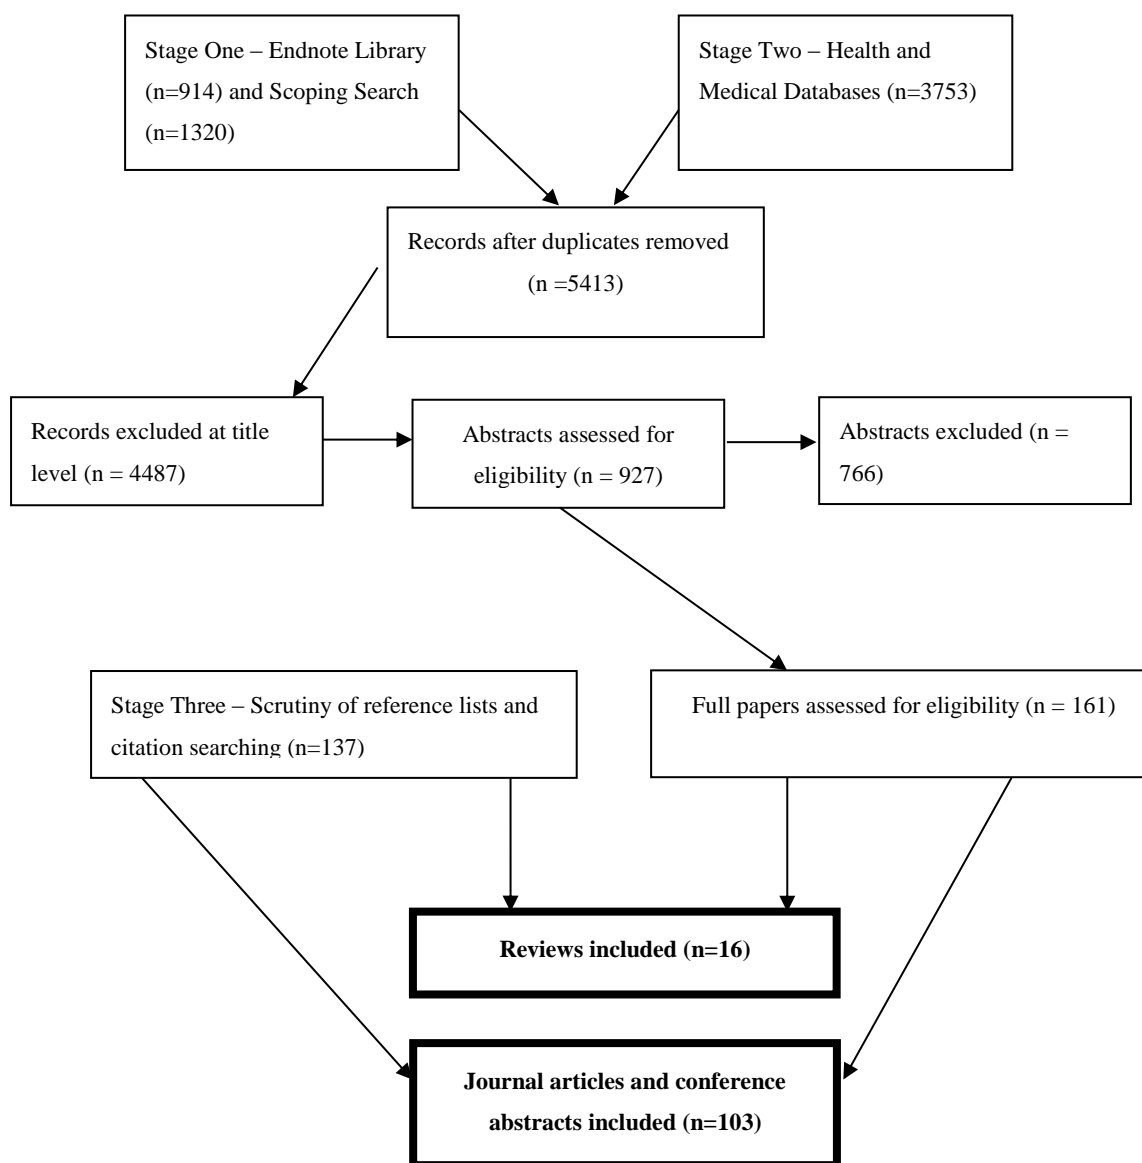 Stage One – Endnote Library
(n=914) and Scoping Search
(n=1320)
Stage Two – Health and
Medical Databases (n=3753)
Records after duplicates removed
(n =5413)
Records excluded at title
level (n = 4487)
Abstracts assessed for
eligibility (n = 927)
Abstracts excluded (n =
766)
Stage Three – Scrutiny of reference lists and
citation searching (n=137)
Full papers assessed for eligibility (n = 161)
Reviews included (n=16)
Journal articles and conference
abstracts included (n=103)